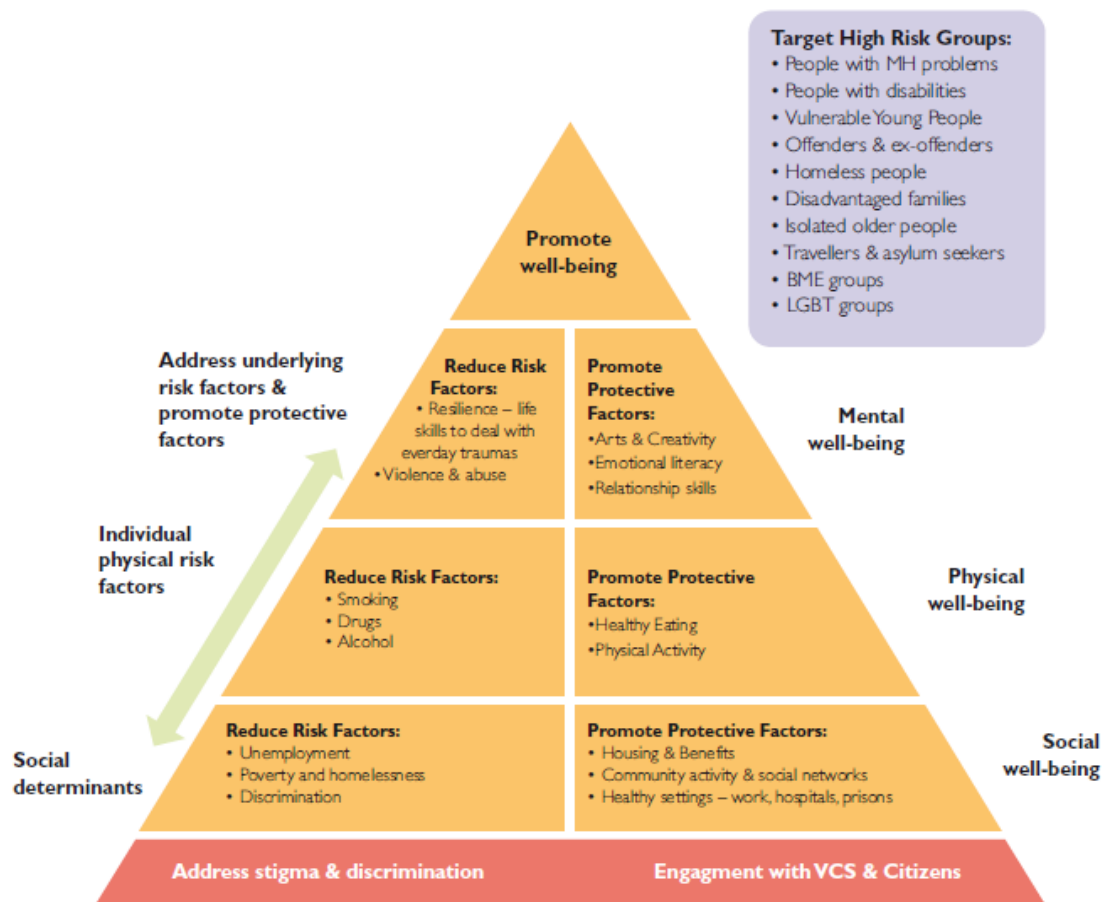 Target High Risk Groups:
• People with MH problems
• People with disabilities
• Vulnerable Young People
• Offenders & ex-offenders
• Homeless people
• Disadvantaged families
• Isolated older people
• Travellers & asylum seekers
• BME groups
• LGBT groups
Promote
well-being
Address underlying
risk factors &
promote protective
factors
Reduce Risk
Factors:
• Resilience – life
skills to deal with
everday traumas
•Violence & abuse
Promote
Protective
Factors:
•Arts & Creativity
•Emotional literacy
•Relationship skills
Mental
well-being
Individual
physical risk
factors
Reduce Risk Factors:
• Smoking
• Drugs
• Alcohol
Promote Protective
Factors:
•Healthy Eating
•Physical Activity
Physical
well-being
Social
determinants
Reduce Risk Factors:
• Unemployment
• Poverty and homelessness
• Discrimination
Promote Protective Factors:
• Housing & Benefits
• Community activity & social networks
• Healthy settings – work, hospitals, prisons
Social
well-being
Address stigma & discrimination
Engagment with VCS & Citizens